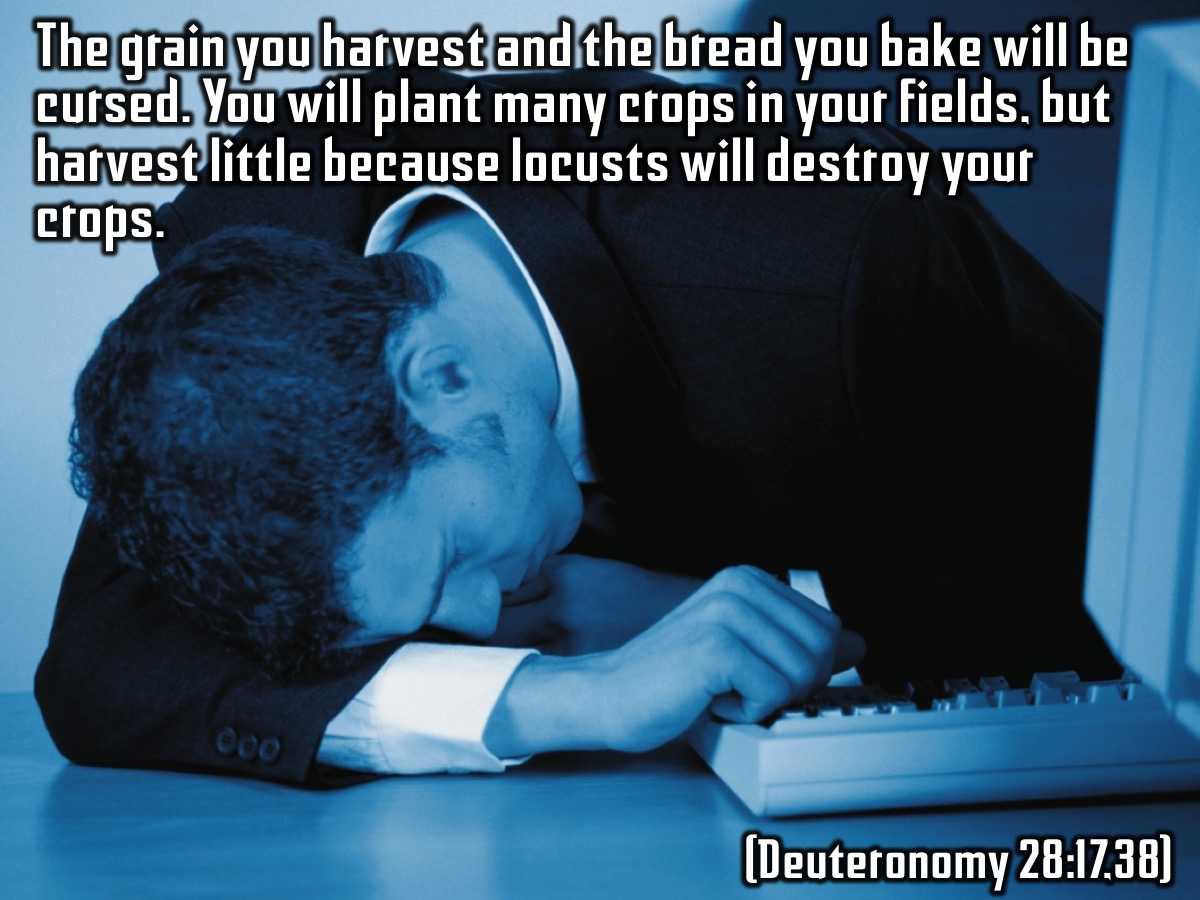 The grain you harvest and the bread you bake will be
cursed. You will plant many crops in your fields, but
harvest little because locusts will destroy your
crops.
(Deuteronomy 28:17,38)